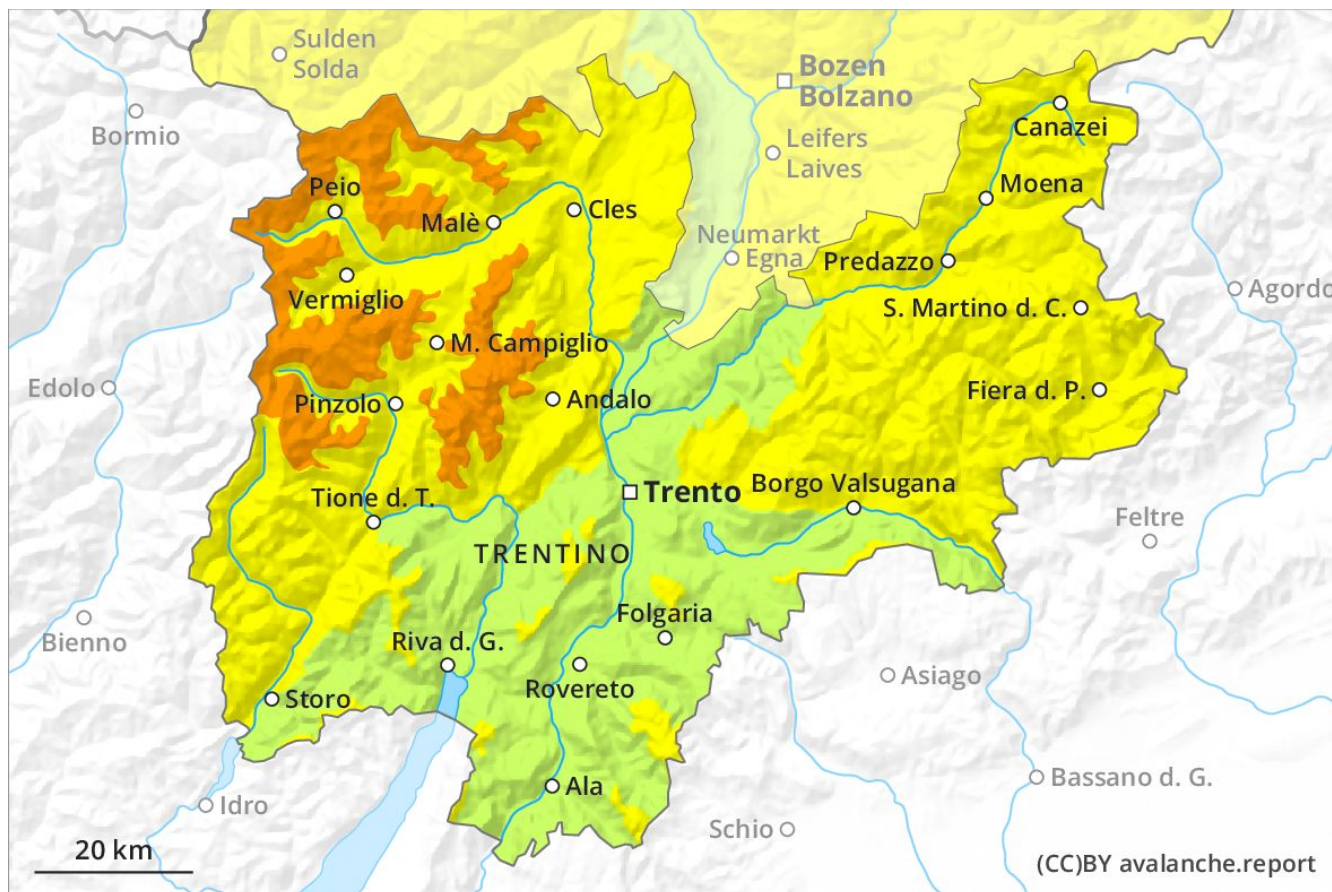 Sulden
Solda
Bozen
Bolzano
Bormio
Canazei
Leifers
Laives
Peio
Moena
Malè
Cles
Neumarkt
Egna
Predazzo
Vermiglio
Agordo
S. Martino d. C.
M. Campiglio
Edolo
Pinzolo
Andalo
Fiera d. P.
Tione d. T.
Trento
Borgo Valsugana
Feltre
TRENTINO
Bienno
Folgaria
Riva d. G.
Asiago
Storo
Rovereto
Ala
Bassano d. G.
Idro
Schio
20 km
(CC)BY avalanche.report